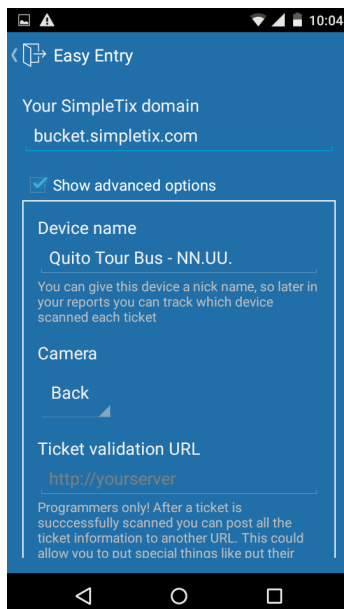 10:04
Easy Entry
Your SimpleTix domain
bucket.simpletix.com
Show advanced options
Device name
Quito Tour Bus - NN.UU.
You can give this device a nick name, so later in
your reports you can track which device
scanned each ticket
Camera
Back
Ticket validation URL
http://yourserver
Programmers only! After a ticket is
succcessfully scanned you can post all the
ticket information to another URL. This could
allow you to put special things like put their